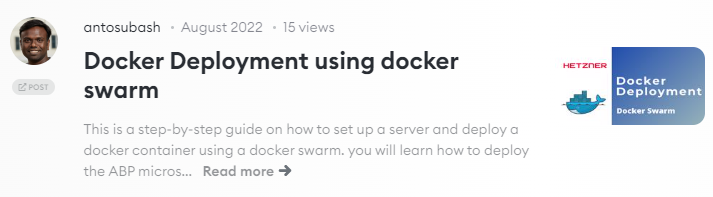 antosubash • August 2022 • 15 views
POST
Docker Deployment using docker
swarm
This is a step-by-step guide on how to set up a server and deploy a
docker container using a docker swarm. you will learn how to deploy
the ABP micros... Read more →
HETZNER
Docker
Deployment
Docker Swarm